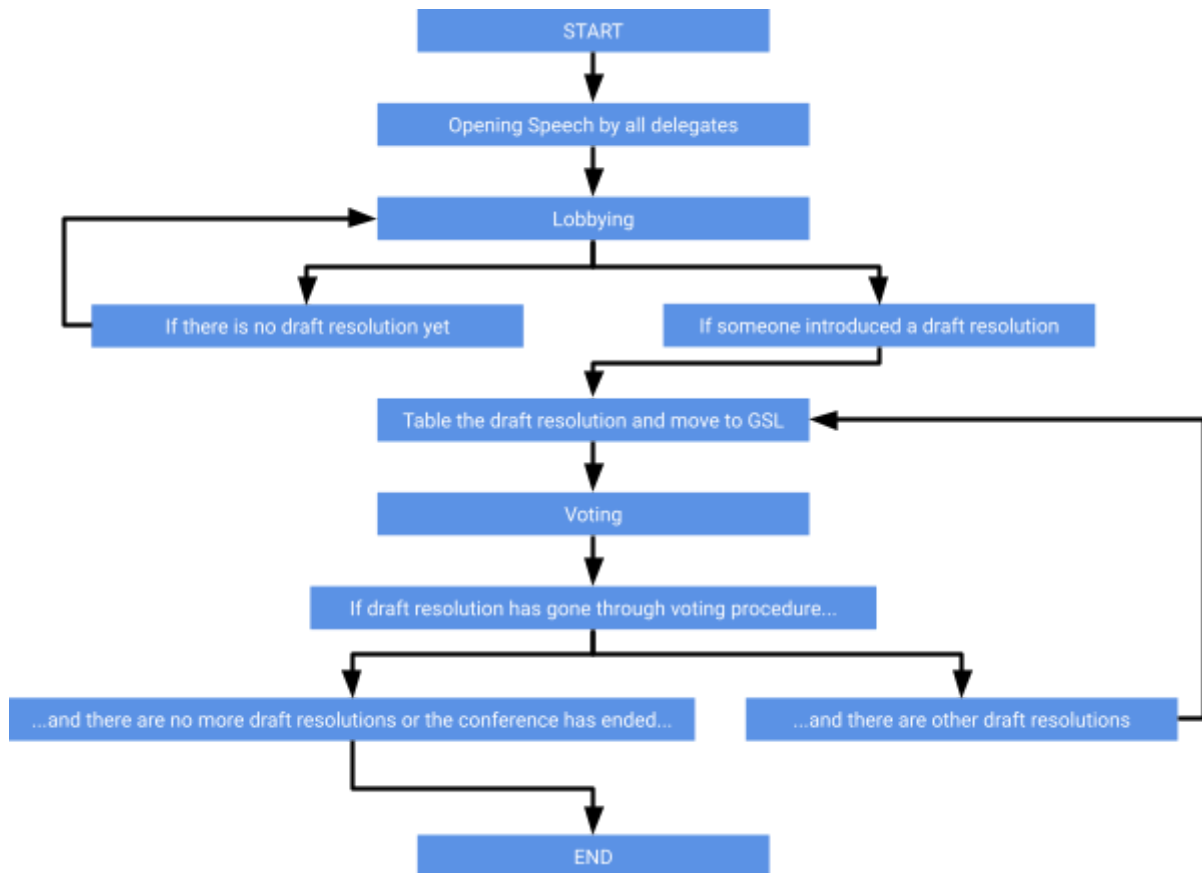 START
Opening Speech by all delegates
Lobbying
If there is no draft resolution yet
If someone introduced a draft resolution
Table the draft resolution and move to GSL
Voting
If draft resolution has gone through voting procedure...
...and there are no more draft resolutions or the conference has ended...
...and there are other draft resolutions
END